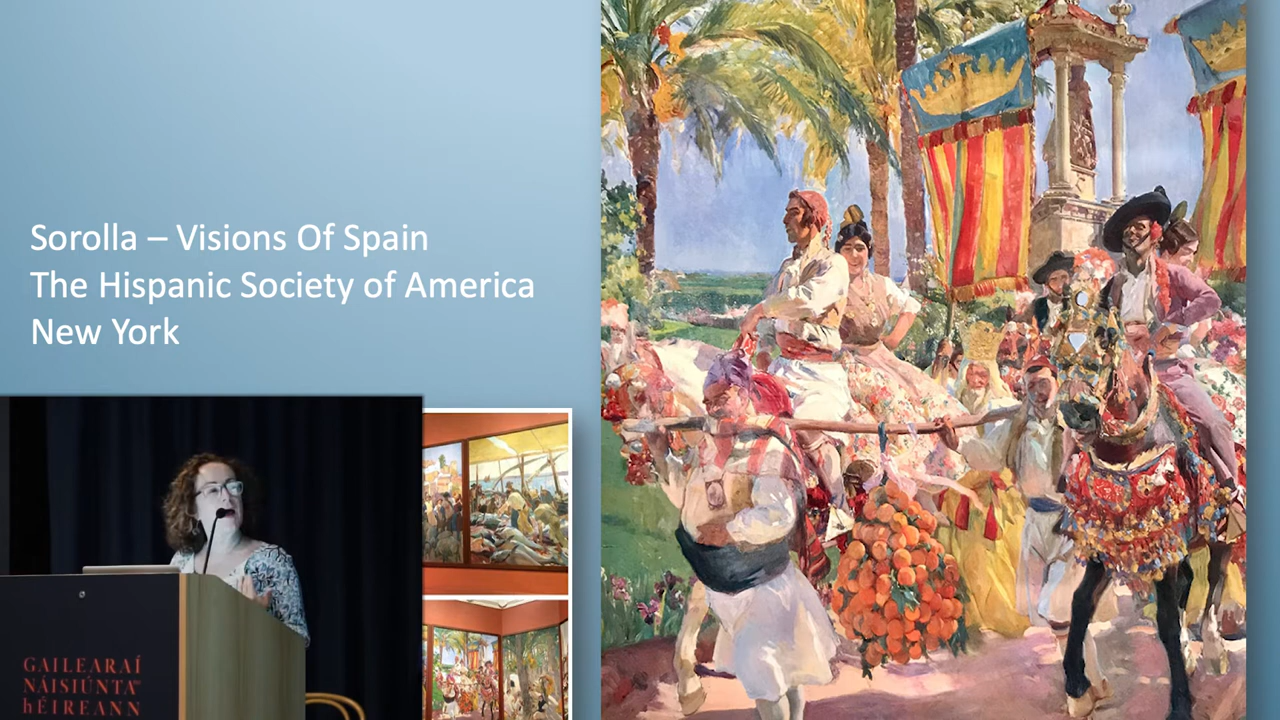 Sorolla – Visions Of Spain
The Hispanic Society of America
New York
GAILEARAÍ
NÁISIÚNTA
hÉIREANN